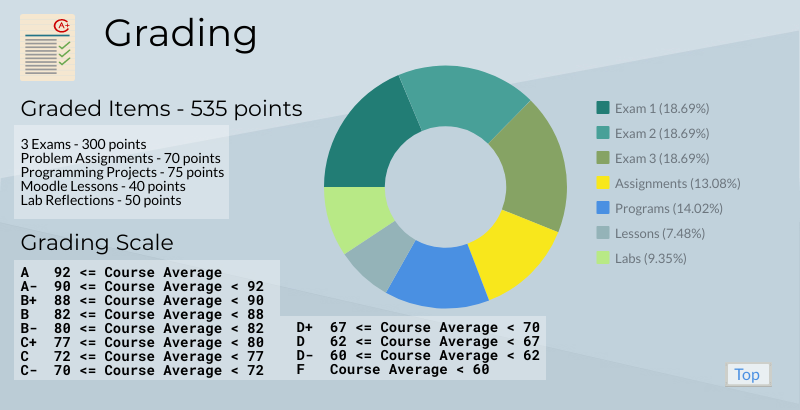 A+
Grading
Graded Items - 535 points
3 Exams - 300 points
Problem Assignments - 70 points
Programming Projects - 75 points
Moodle Lessons - 40 points
Lab Reflections - 50 points
Exam 1 (18.69%)
Exam 2 (18.69%)
Exam 3 (18.69%)
Assignments (13.08%)
Programs (14.02%)
Lessons (7.48%)
Labs (9.35%)
Grading Scale
A 92 <= Course Average
A- 90 <= Course Average < 92
B+ 88 <= Course Average < 90
B 82 <= Course Average < 88
B- 80 <= Course Average < 82
C+ 77 <= Course Average < 80
C 72 <= Course Average < 77
C- 70 <= Course Average < 72
D+ 67 <= Course Average < 70
D 62 <= Course Average < 67
D- 60 <= Course Average < 62
F Course Average < 60
Top